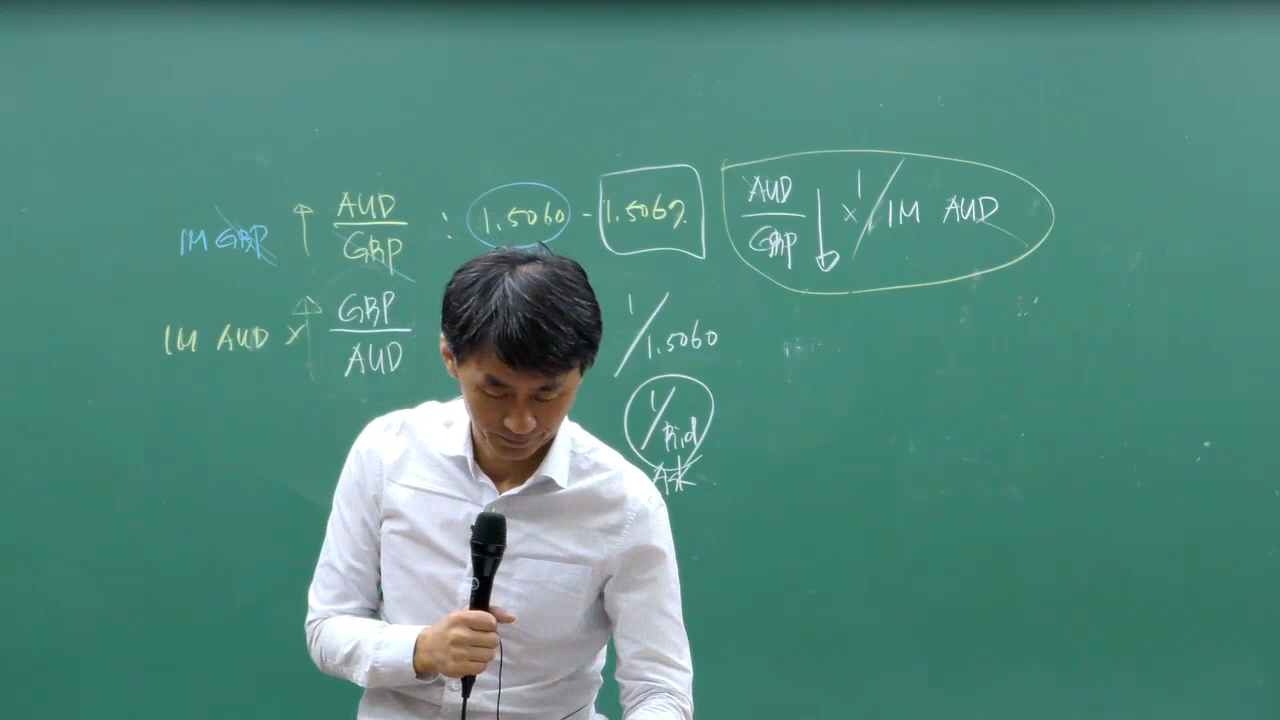 1M GBP ↑ AUD/GBP : 1.5060 - 1.5067 AUD/GBP ↓ × 1/1M AUD
1M AUD × ↑ GBP/AUD 1/1.5060
1/Bid
Ask